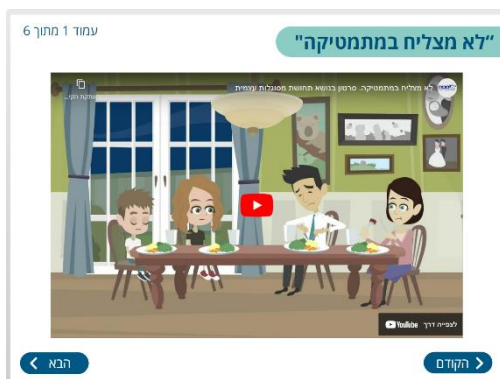 עמוד 1 מתוך 6
"לא מצליח במתמטיקה"
לא מצליח במתמטיקה. סרטון בנושא תחושת מסוגלות עצמית
לצפייה דרך YouTube
הקודם
הבא